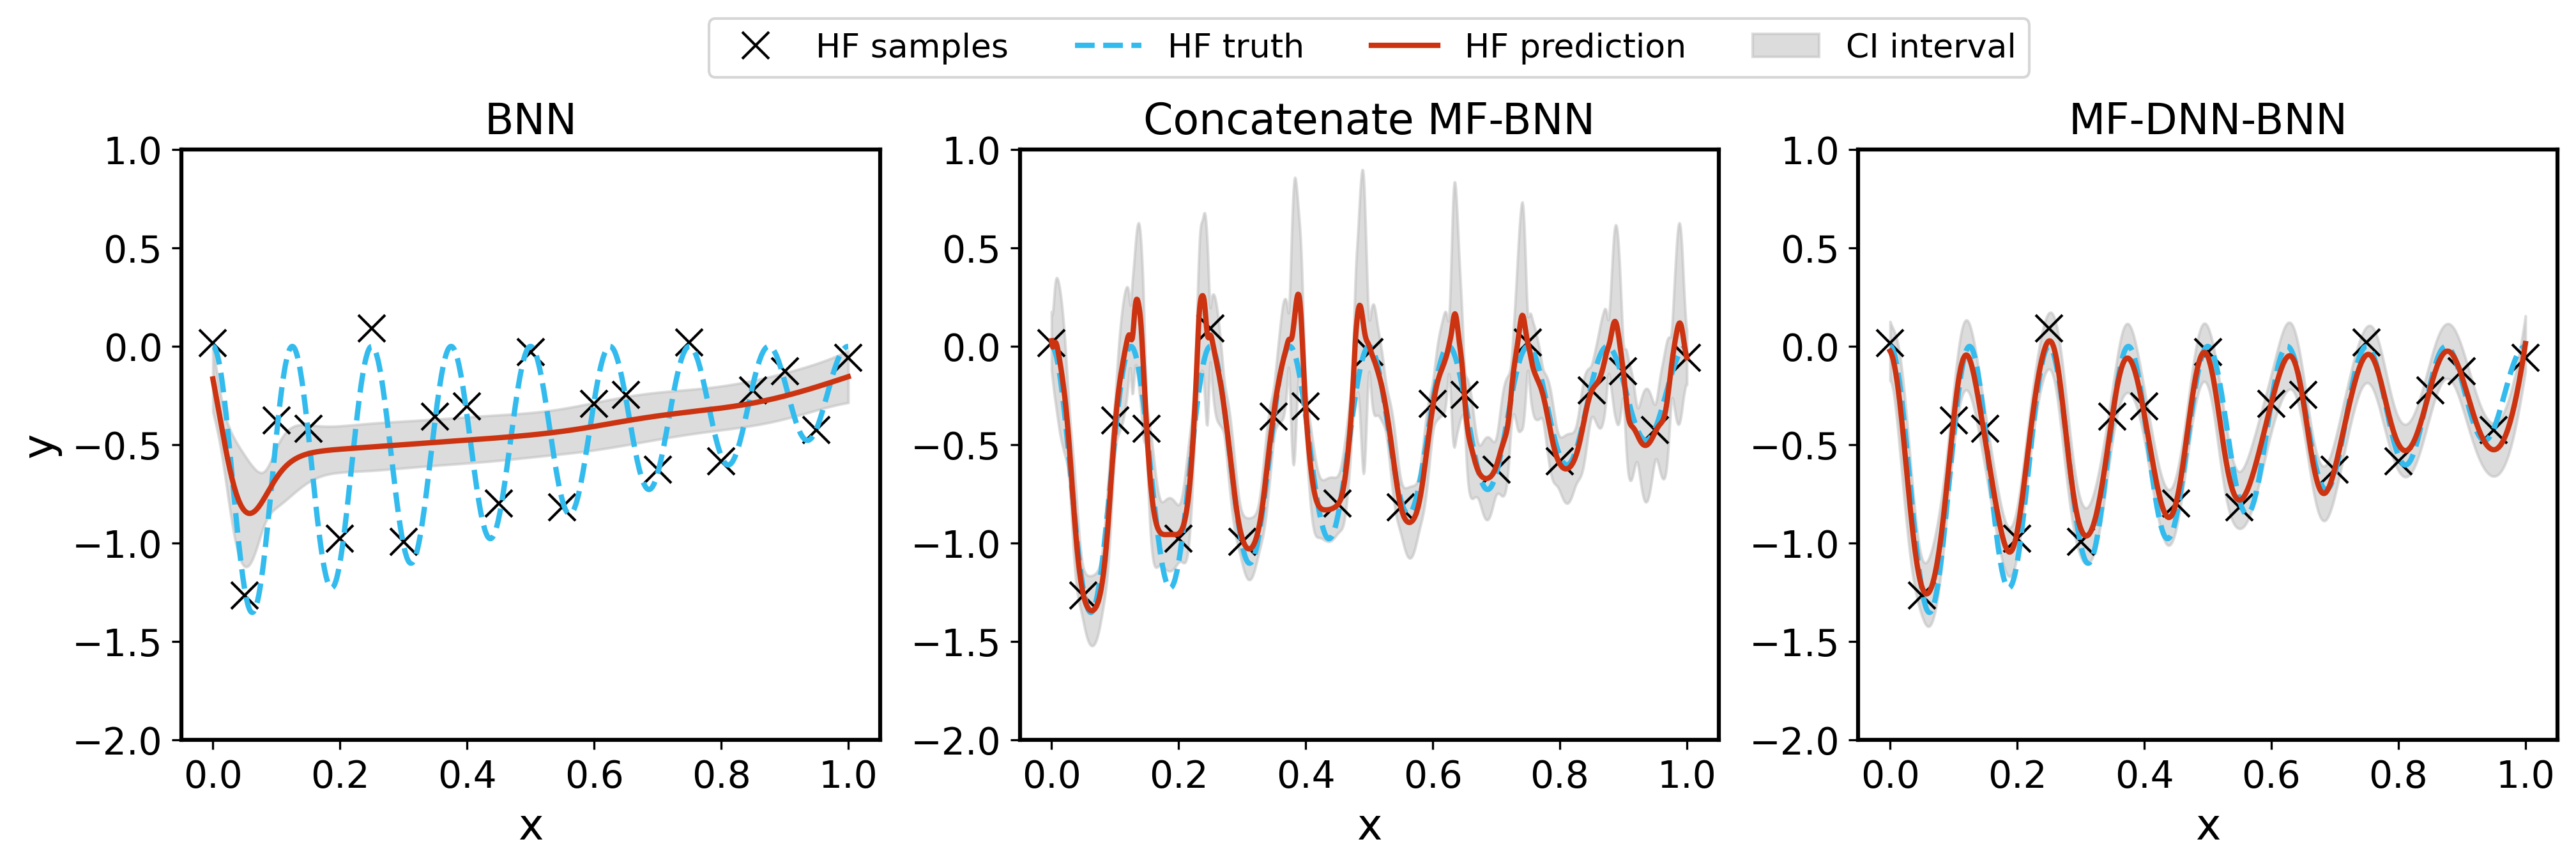 HF samples HF truth HF prediction CI interval
BNN Concatenate MF-BNN MF-DNN-BNN
1.0 1.0 1.0
0.5 0.5 0.5
0.0 0.0 0.0
y −0.5 −0.5 −0.5
−1.0 −1.0 −1.0
−1.5 −1.5 −1.5
−2.0 −2.0 −2.0
0.0 0.2 0.4 0.6 0.8 1.0 0.0 0.2 0.4 0.6 0.8 1.0 0.0 0.2 0.4 0.6 0.8 1.0
x x x